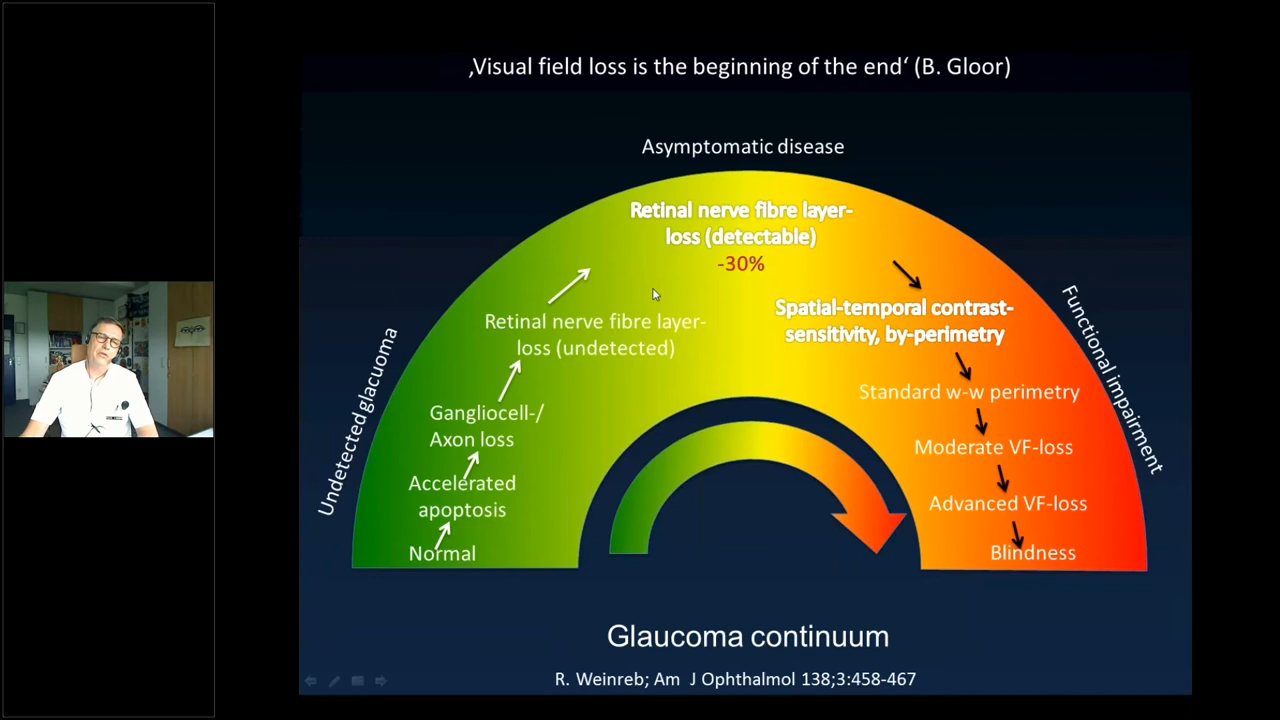 ‚Visual field loss is the beginning of the end‘ (B. Gloor)
Asymptomatic disease
Retinal nerve fibre layer-
loss (detectable)
-30%
Spatial-temporal contrast-
sensitivity, by-perimetry
Retinal nerve fibre layer-
loss (undetected)
Standard w-w perimetry
Gangliocell-/
Axon loss
Moderate VF-loss
Accelerated
apoptosis
Advanced VF-loss
Normal
Blindness
Undetected glacuoma
Functional impairment
Glaucoma continuum
R. Weinreb; Am J Ophthalmol 138;3:458-467